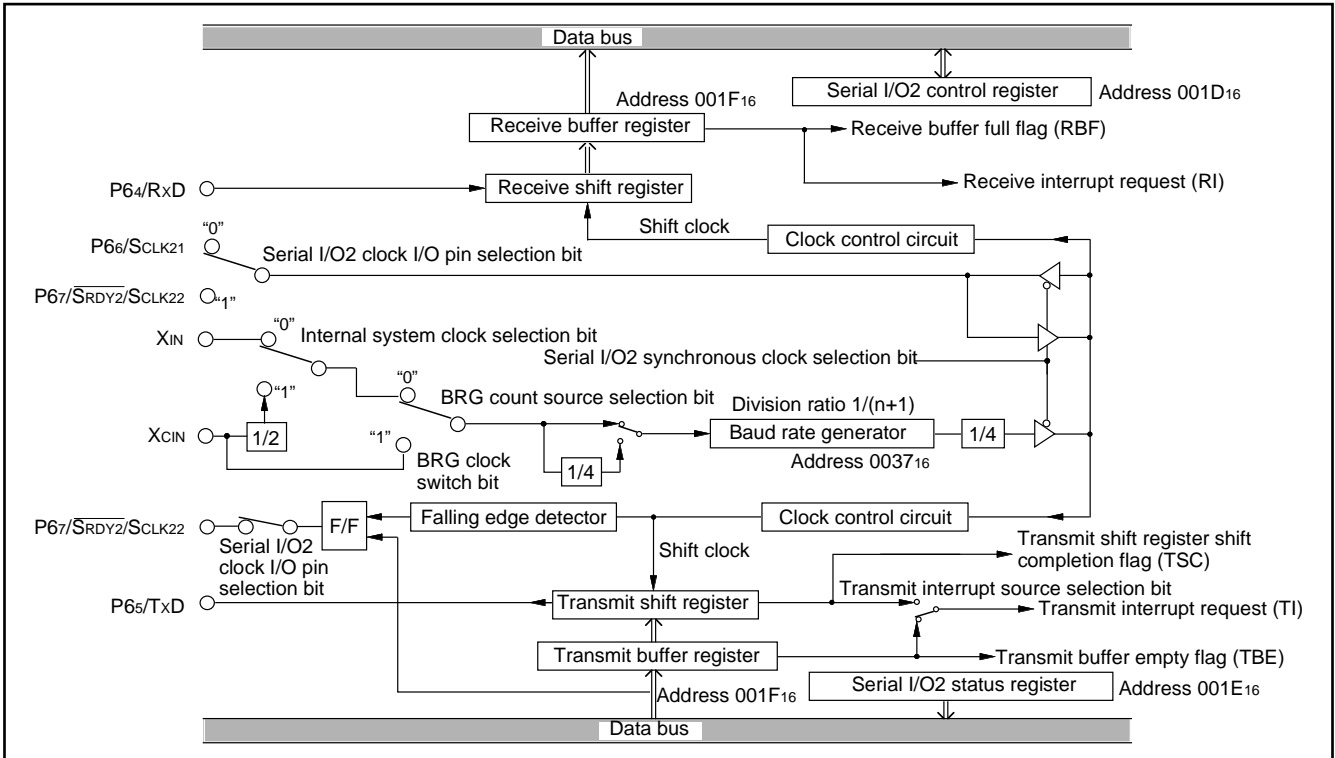 Data bus
Serial I/O2 control register Address 001D16
Address 001F16
Receive buffer register Receive buffer full flag (RBF)
Receive interrupt request (RI)
P64/RXD Receive shift register
Shift clock Clock control circuit
P66/SCLK21 “0” Serial I/O2 clock I/O pin selection bit
P67/SRDY2/SCLK22 “1”
XIN “0” Internal system clock selection bit
Serial I/O2 synchronous clock selection bit
“1” “0” BRG count source selection bit
Division ratio 1/(n+1)
XCIN 1/2 “1” Baud rate generator 1/4
BRG clock
switch bit
1/4
Address 003716
P67/SRDY2/SCLK22 F/F Falling edge detector Clock control circuit
Serial I/O2
clock I/O pin
selection bit
Shift clock
Transmit shift register shift
completion flag (TSC)
Transmit interrupt source selection bit
P65/TXD Transmit shift register Transmit interrupt request (TI)
Transmit buffer register Transmit buffer empty flag (TBE)
Address 001F16 Serial I/O2 status register Address 001E16
Data bus